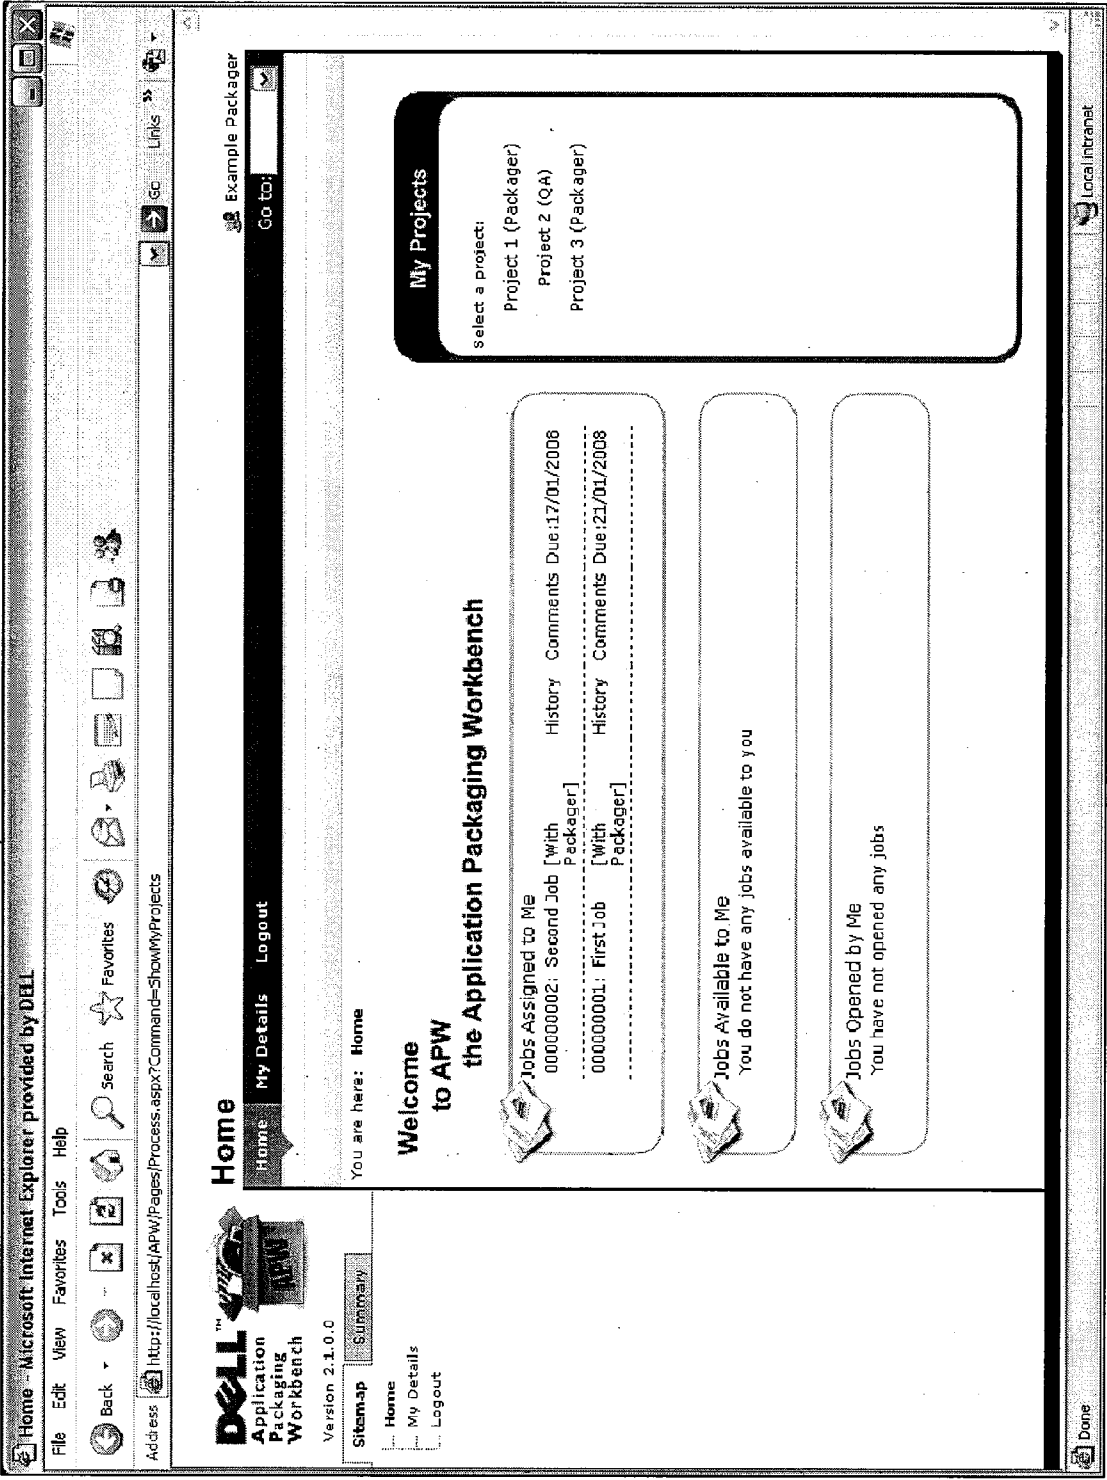 Home - Microsoft Internet Explorer provided by DELL
File Edit View Favorites Tools Help
Back Search Favorites
Address http://localhost/APW/Pages/Process.aspx?Command=ShowMyProjects Go Links »
DELL™
Application
Packaging
Workbench
APW
Version 2.1.0.0
Sitemap Summary
Home
My Details
Logout
Home
Example Packager
Home My Details Logout Go to:
You are here: Home
Welcome
to APW
the Application Packaging Workbench
Jobs Assigned to Me
000000002: Second Job [With Packager] History Comments Due:17/01/2008
000000001: First Job [With Packager] History Comments Due:21/01/2008
Jobs Available to Me
You do not have any jobs available to you
Jobs Opened by Me
You have not opened any jobs
My Projects
Select a project:
Project 1 (Packager)
Project 2 (QA)
Project 3 (Packager)
Done Local intranet